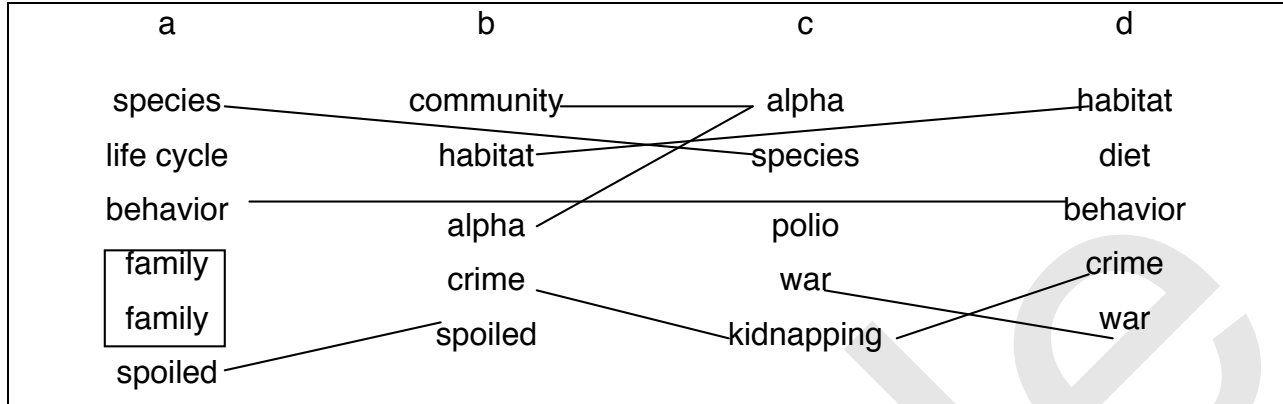 a b c d
species community alpha habitat
life cycle habitat species diet
behavior alpha polio behavior
family crime war crime
family spoiled kidnapping war
spoiled